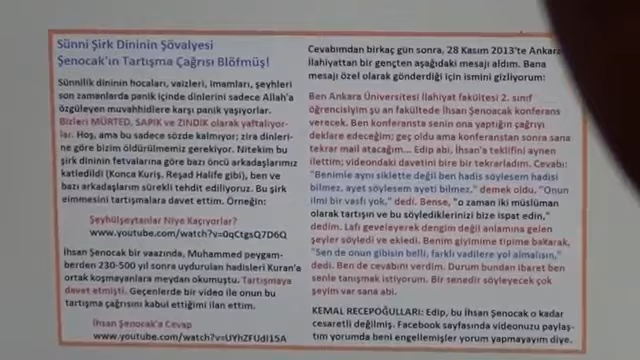 Sünni Şirk Dininin Şövalyesi
Şenocak'ın Tartışma Çağrısı Blöfmüş!
Sünnilik dininin hocaları, vaizleri, imamları, şeyhleri
son zamanlarda panik içinde dinlerini sadece Allah'a
özgüleyen muvahhidlere karşı panik yaşıyorlar.
Bizleri MÜRTED, SAPIK ve ZINDIK olarak yaftalıyor-
lar. Hoş, ama bu sadece sözde kalmıyor; zira dinleri-
ne göre bizim öldürülmemiz gerekiyor. Nitekim bu
şirk dininin fetvalarına göre bazı öncü arkadaşlarımız
katledildi (Konca Kuriş, Reşad Halife gibi), ben ve
bazı arkadaşlarım sürekli tehdit ediliyoruz. Bu şirk
eimmesini tartışmalara davet ettim. Örneğin:
Şeyhülşeytanlar Niye Kaçıyorlar?
www.youtube.com/watch?v=0qCtgsQ7D6Q
İhsan Şenocak bir vaazında, Muhammed peygam-
berden 230-500 yıl sonra uydurulan hadisleri Kuran'a
ortak koşmayanlara meydan okumuştu. Tartışmaya
davet etmişti. Geçenlerde bir video ile onun bu
tartışma çağrısını kabul ettiğimi ilan ettim.
İhsan Şenocak'a Cevap
www.youtube.com/watch?v=UYhZFUdI15A
Cevabımdan birkaç gün sonra, 28 Kasım 2013'te Ankara
ilahiyattan bir gençten aşağıdaki mesajı aldım. Bana
mesajı özel olarak gönderdiği için ismini gizliyorum:
Ben Ankara Üniversitesi İlahiyat fakültesi 2. sınıf
öğrencisiyim şu an fakültede İhsan Şenocak konferans
verecek. Ben konferansta senin ona yaptığın çağrıyı
deklare edeceğim; geç oldu ama konferanstan sonra sana
tekrar mail atacağım... Edip abi, İhsan'a teklifini aynen
ilettim; videondaki davetini bire bir tekrarladım. Cevabı:
"Benimle aynı siklette değil ben hadis söylesem hadisi
bilmez, ayet söylesem ayeti bilmez." demek oldu. "Onun
ilmi bir vasfı yok," dedi. Bense, "o zaman iki müslüman
olarak tartışın ve bu söylediklerinizi bize ispat edin,"
dedim. Lafı geveleyerek dengim değil anlamına gelen
şeyler söyledi ve ekledi. Benim giyimime tipime bakarak,
"Sen de onun gibisin belli, farklı vadilere yol almalısın,"
dedi. Ben de cevabını verdim. Durum bundan ibaret ben
senle tanışmak istiyorum. Bir senedir söyleyecek çok
şeyim var sana abi.
KEMAL RECEPOĞULLARI: Edip, bu İhsan Şenocak o kadar
cesaretli değilmiş. Facebook sayfasında videonuzu paylaş-
tım yorumda beni engellemişler yorum yapmayayım diye.